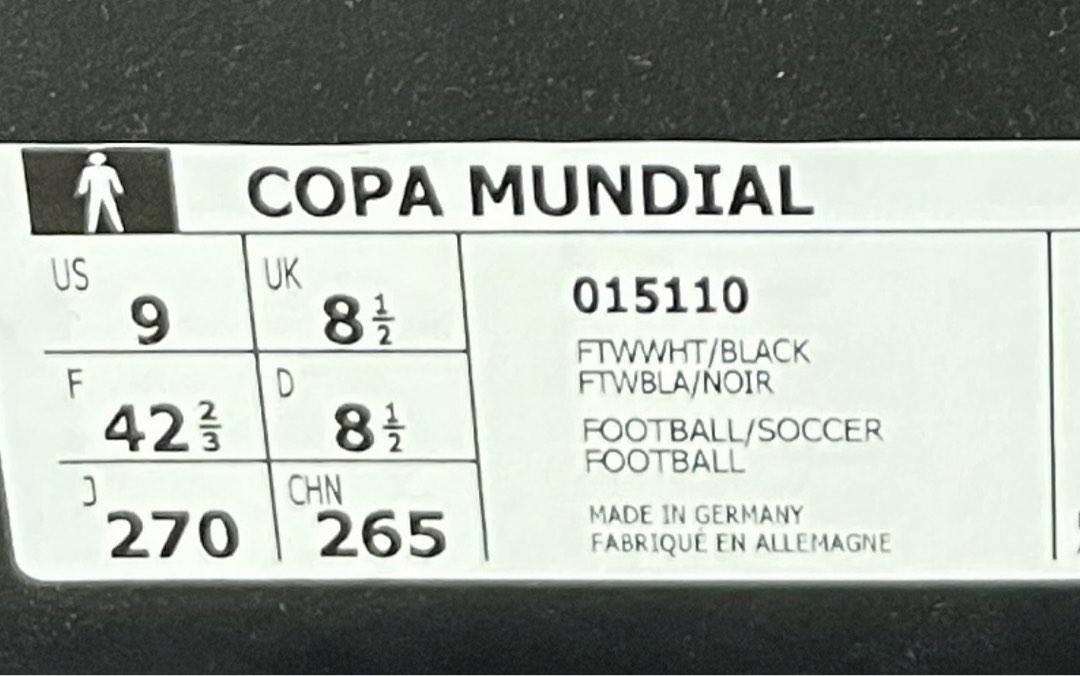 COPA MUNDIAL
US 9 UK 8 1/2
F 42 2/3 D 8 1/2
J 270 CHN 265
015110
FTWWHT/BLACK
FTWBLA/NOIR
FOOTBALL/SOCCER
FOOTBALL
MADE IN GERMANY
FABRIQUÉ EN ALLEMAGNE